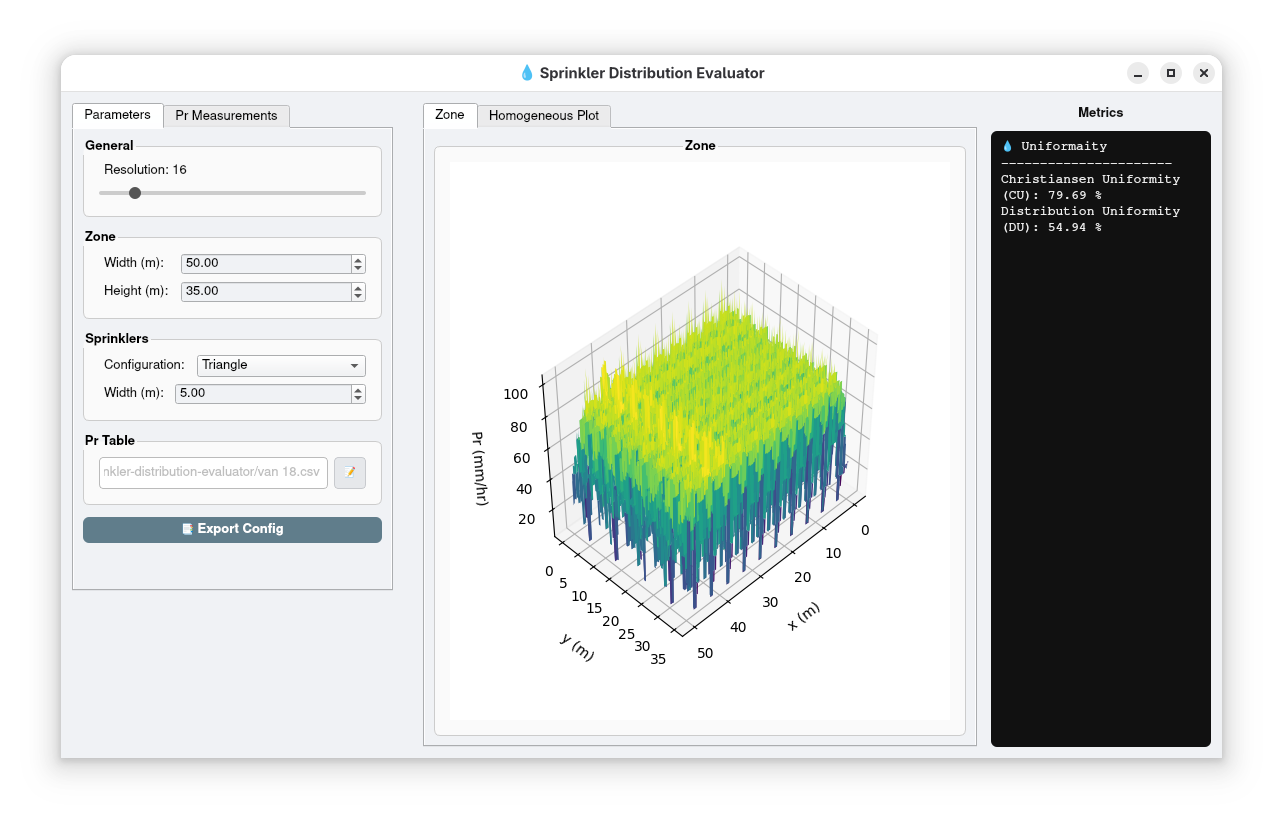 💧 Sprinkler Distribution Evaluator
Parameters
Pr Measurements
General
Resolution: 16
Zone
Width (m): 50.00
Height (m): 35.00
Sprinklers
Configuration: Triangle
Width (m): 5.00
Pr Table
nkler-distribution-evaluator/van 18.csv
Export Config
Zone
Homogeneous Plot
Zone
Pr (mm/hr)
100
80
60
40
20
0
5
10
15
20
25
30
35
y (m)
0
10
20
30
40
50
x (m)
Metrics
💧 Uniformaity
----------------------
Christiansen Uniformity
(CU): 79.69 %
Distribution Uniformity
(DU): 54.94 %